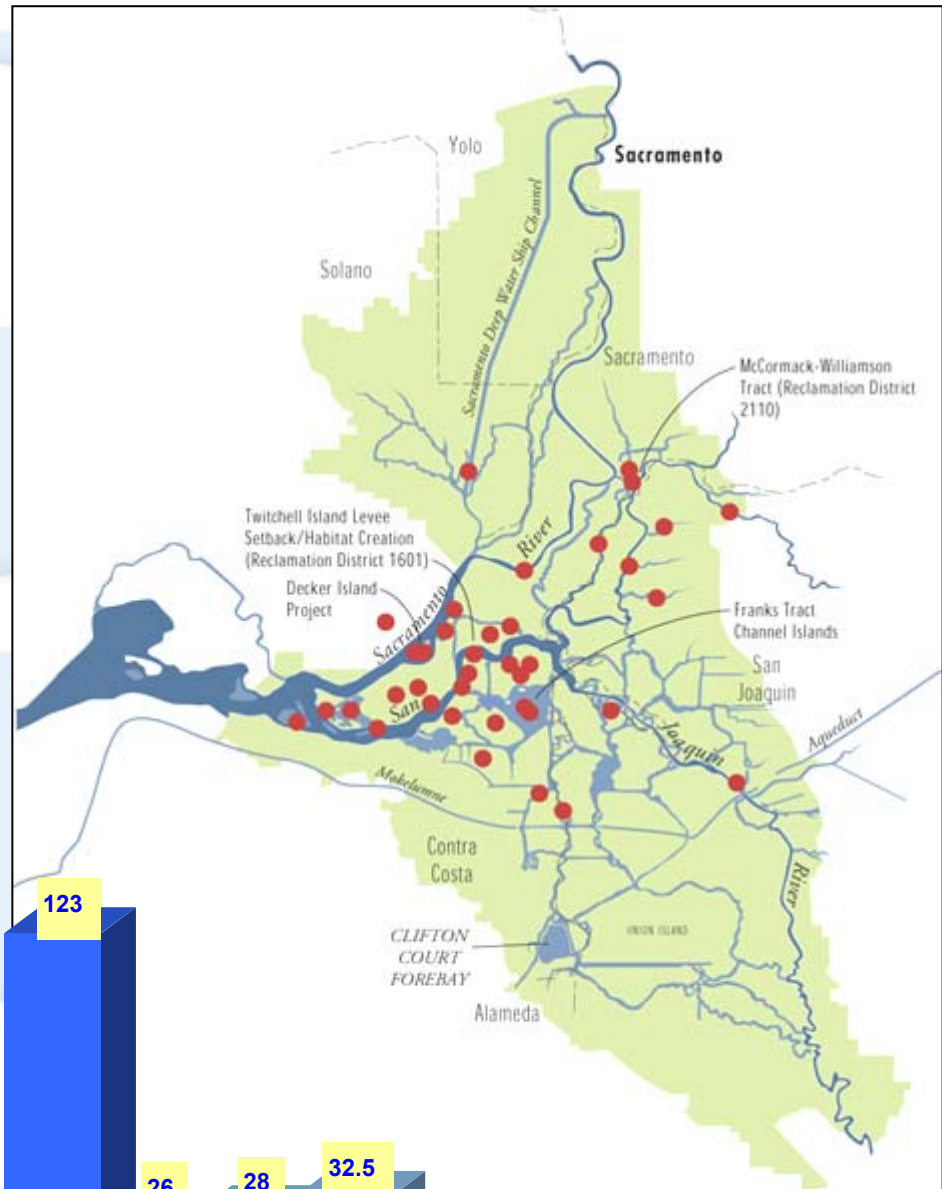 Yolo
Sacramento
Sacramento Deep Water Ship Channel
Solano
Sacramento
McCormack-Williamson
Tract (Reclamation District
2110)
Twitchell Island Levee
Setback/Habitat Creation
(Reclamation District 1601)
River
Decker Island
Project
Sacramento
Franks Tract
Channel Islands
San
Joaquin
San
Joaquin
Aqueduct
Mokelumne
Contra
Costa
River
123
CLIFTON
COURT
FOREBAY
UNION ISLAND
Alameda
32.5
28
26